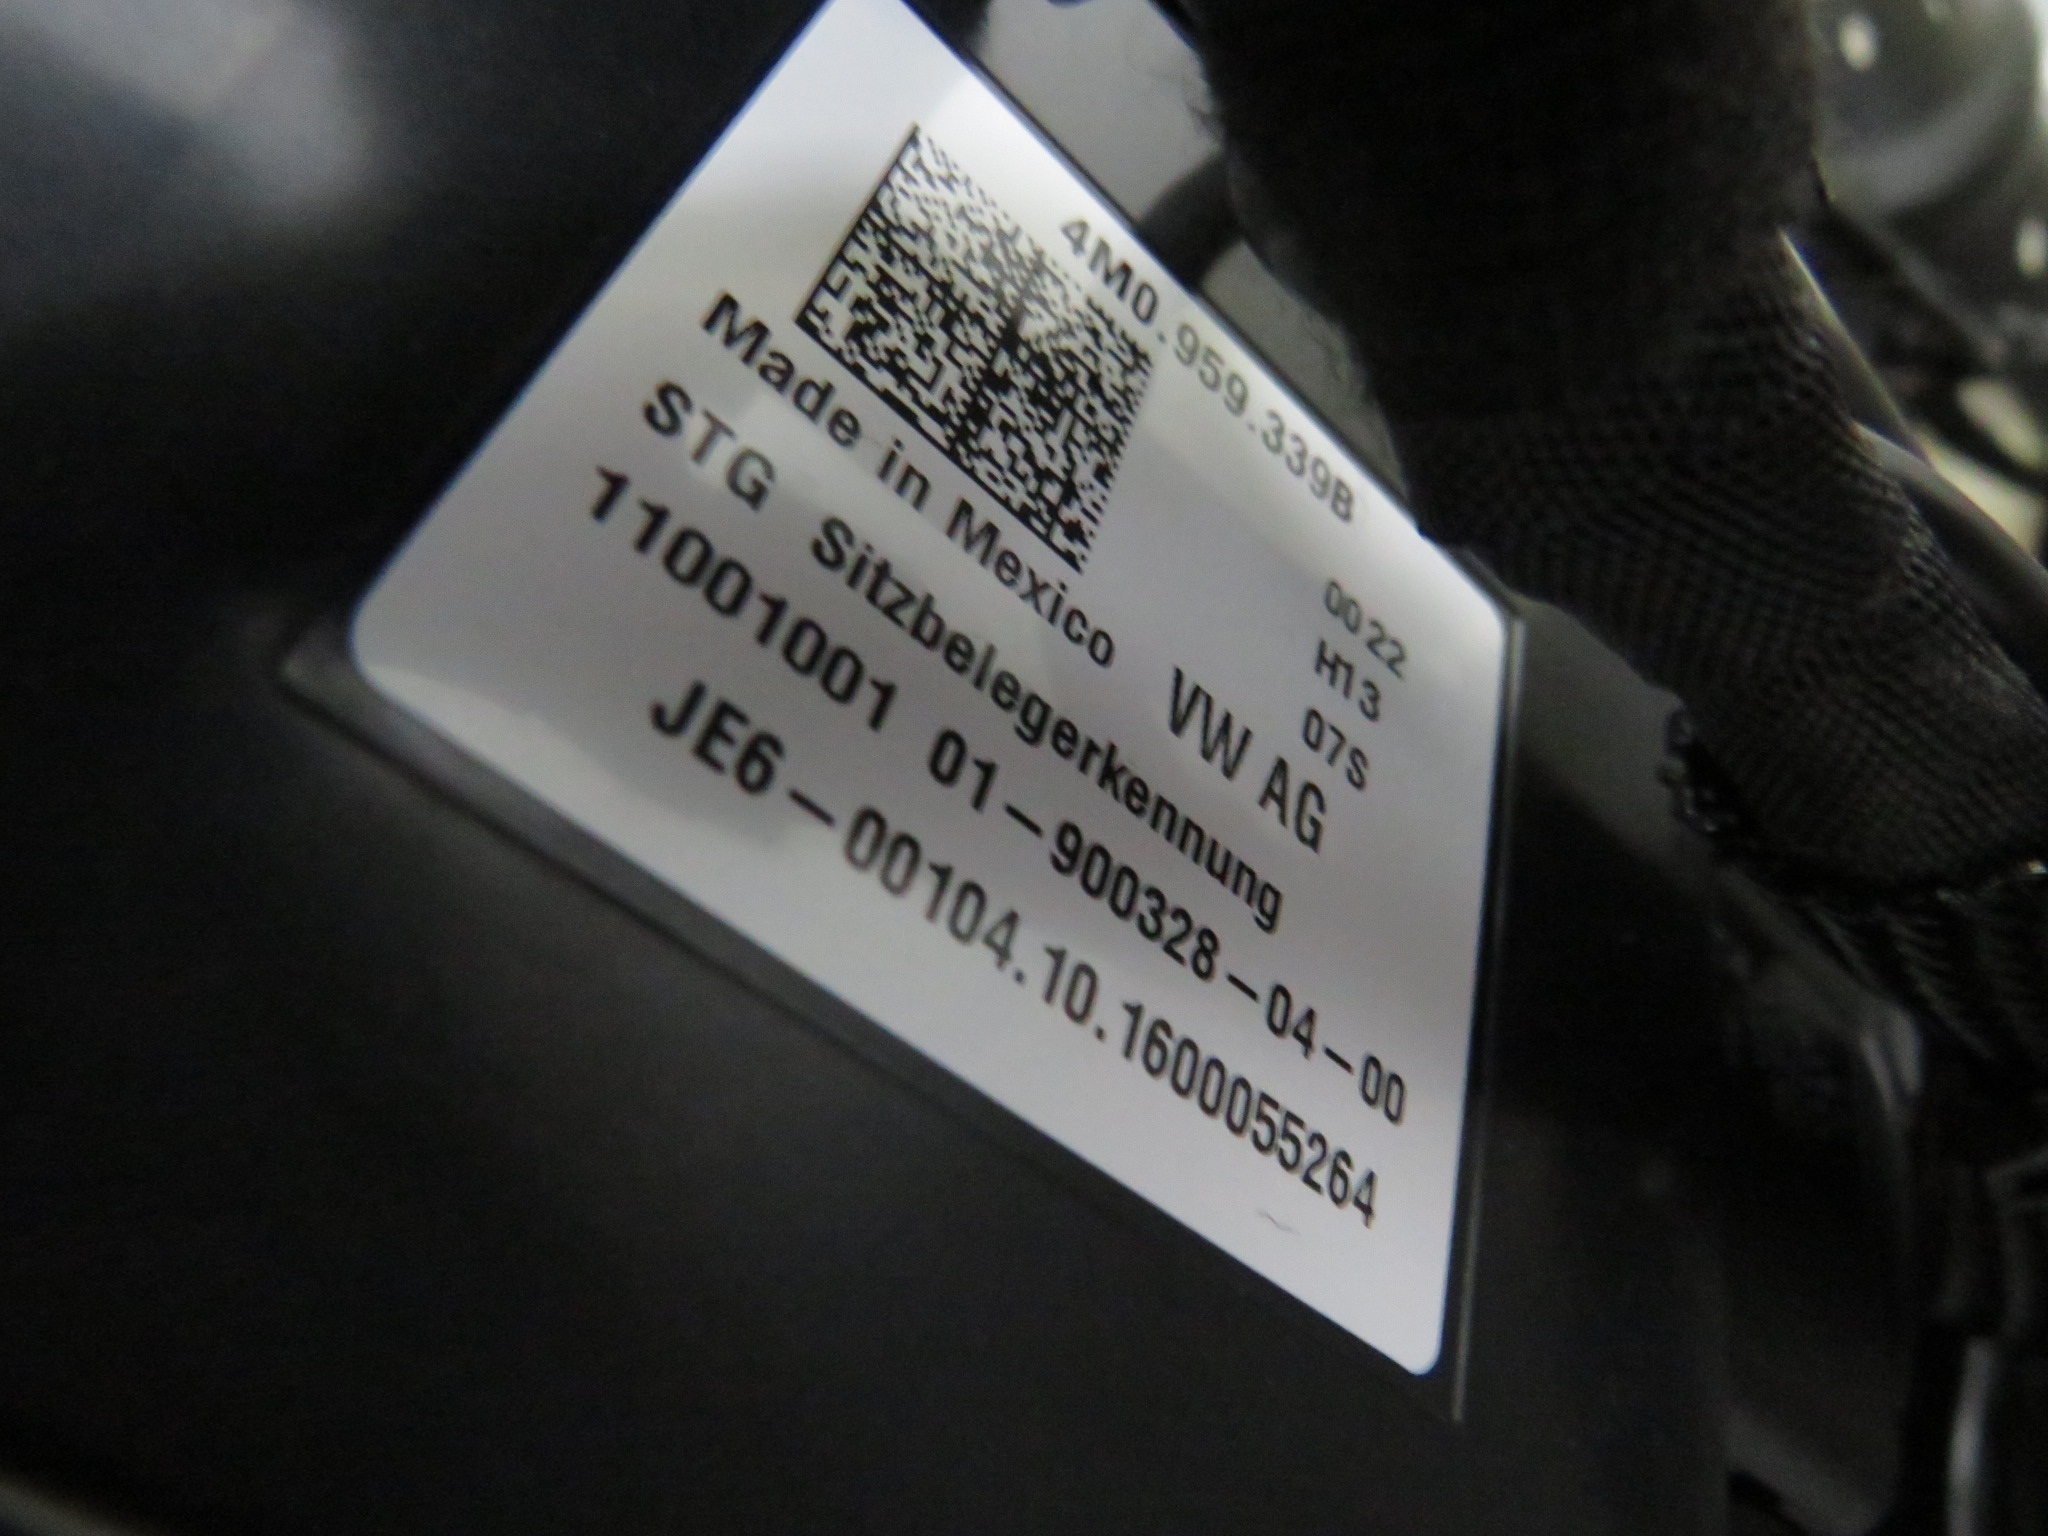 4M0.959.339B
0022
H13
07S
Made in Mexico VW AG
STG Sitzbelegerkennung
11001001 01-900328-04-00
JE6-00104.10.1600055264